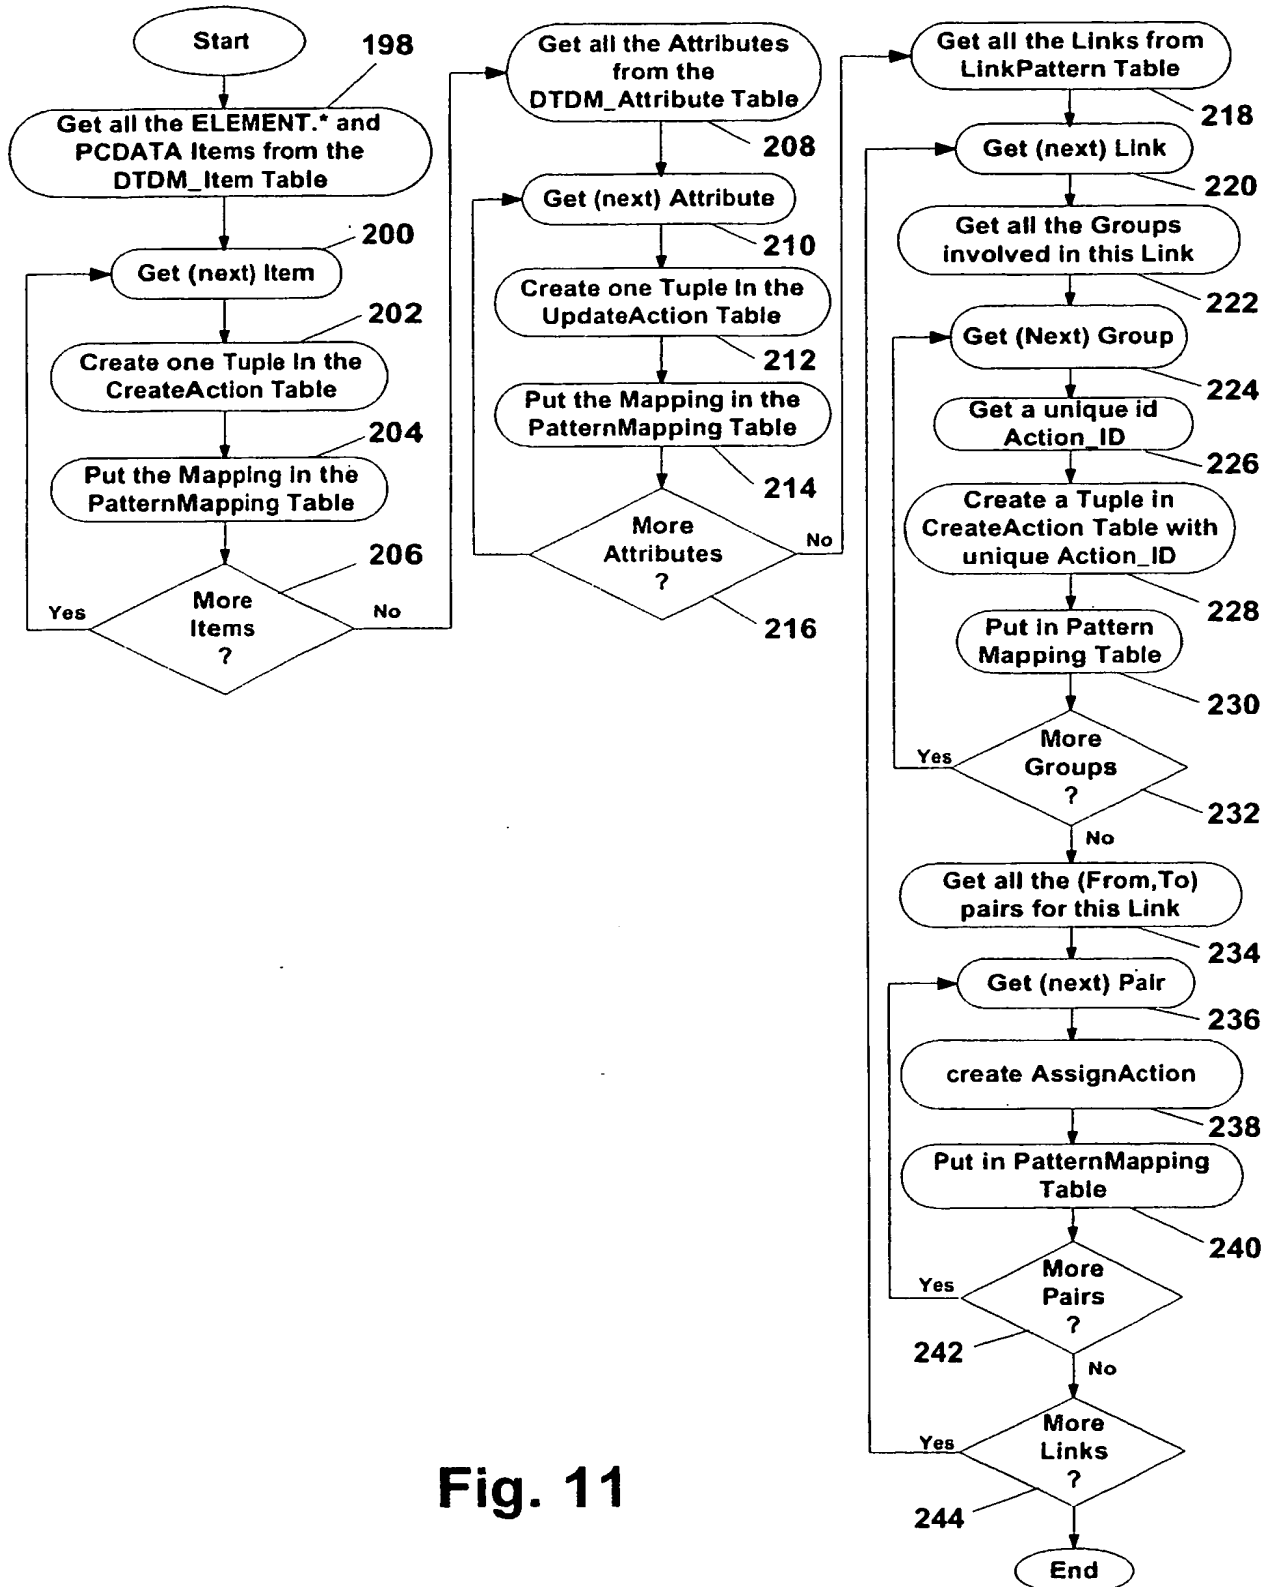 Start
198
Get all the ELEMENT.* and
PCDATA Items from the
DTDM_Item Table
200
Get (next) Item
202
Create one Tuple In the
CreateAction Table
204
Put the Mapping in the
PatternMapping Table
206
More
Items
?
Yes
No
Get all the Attributes
from the
DTDM_Attribute Table
208
Get (next) Attribute
210
Create one Tuple In the
UpdateAction Table
212
Put the Mapping in the
PatternMapping Table
214
More
Attributes
?
No
216
Get all the Links from
LinkPattern Table
218
Get (next) Link
220
Get all the Groups
involved in this Link
222
Get (Next) Group
224
Get a unique id
Action_ID
226
Create a Tuple in
CreateAction Table with
unique Action_ID
228
Put in Pattern
Mapping Table
230
More
Groups
?
Yes
232
No
Get all the (From,To)
pairs for this Link
234
Get (next) Pair
236
create AssignAction
238
Put in PatternMapping
Table
240
More
Pairs
?
Yes
242
No
More
Links
?
Yes
244
End
Fig. 11